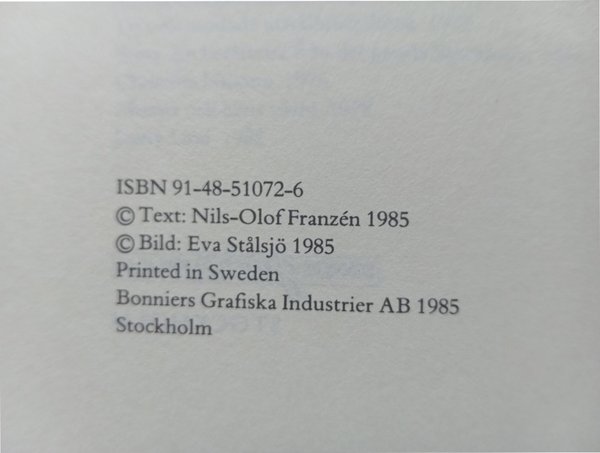 ISBN 91-48-51072-6
© Text: Nils-Olof Franzén 1985
© Bild: Eva Stålsjö 1985
Printed in Sweden
Bonniers Grafiska Industrier AB 1985
Stockholm